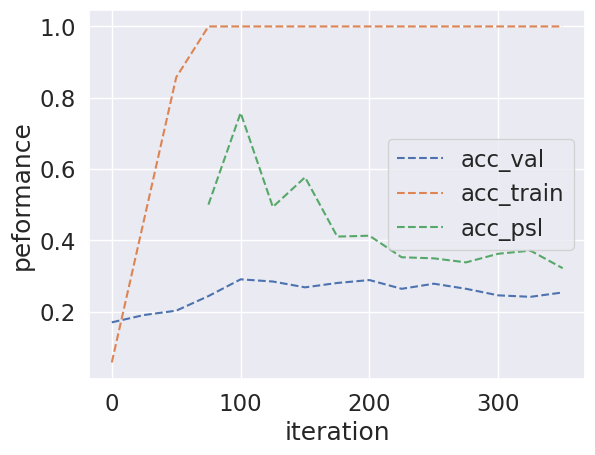 1.0
0.8
0.6
0.4
0.2
peformance
acc_val
acc_train
acc_psl
0 100 200 300
iteration